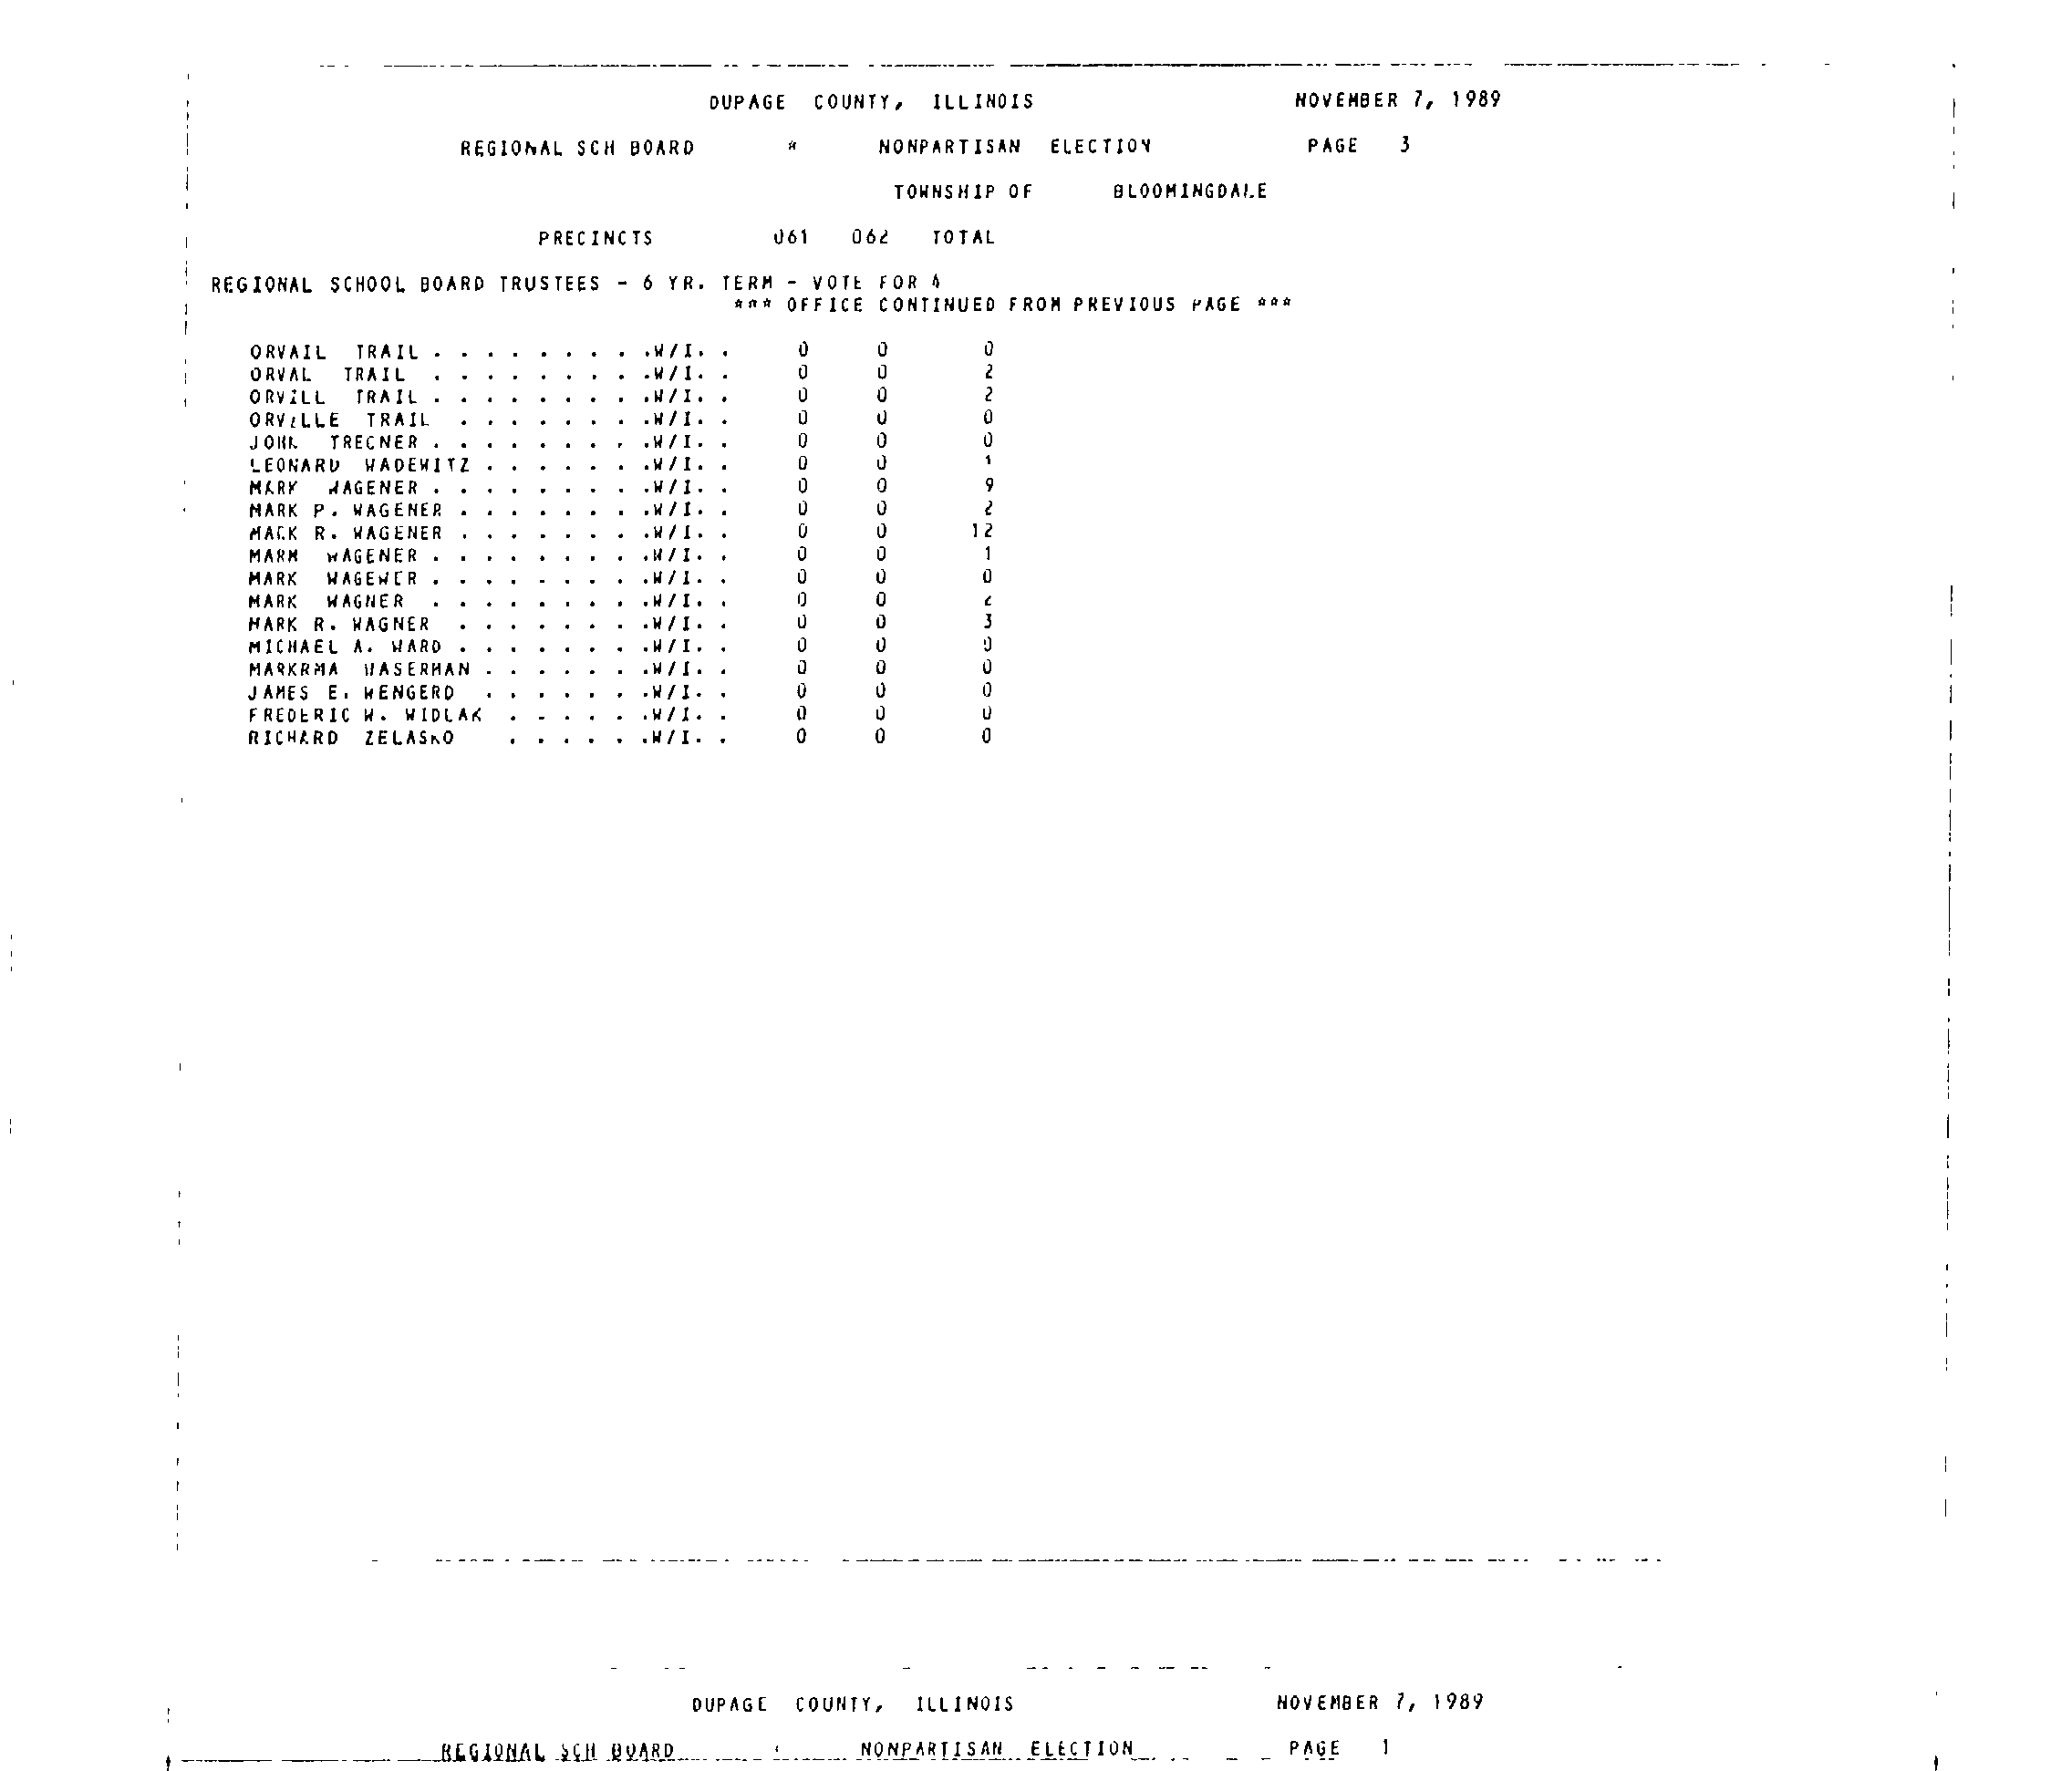 DUPAGE COUNTY, ILLINOIS NOVEMBER 7, 1989
REGIONAL SCH BOARD * NONPARTISAN ELECTION PAGE 3
TOWNSHIP OF BLOOMINGDALE
PRECINCTS 061 062 TOTAL
REGIONAL SCHOOL BOARD TRUSTEES - 6 YR. TERM - VOTE FOR 4
*** OFFICE CONTINUED FROM PREVIOUS PAGE ***
ORVAIL TRAIL . . . . . . . . .W/I. . 0 0 0
ORVAL TRAIL . . . . . . . . .W/I. . 0 0 2
ORVILL TRAIL . . . . . . . . .W/I. . 0 0 2
ORVILLE TRAIL . . . . . . . .W/I. . 0 0 0
JOHN TRECNER . . . . . . . . .W/I. . 0 0 0
LEONARD WADEWITZ . . . . . . .W/I. . 0 0 1
MARK WAGENER . . . . . . . . .W/I. . 0 0 9
MARK P. WAGENER . . . . . . . .W/I. . 0 0 2
MACK R. WAGENER . . . . . . . .W/I. . 0 0 12
MARM WAGENER . . . . . . . . .W/I. . 0 0 1
MARK WAGEWER . . . . . . . . .W/I. . 0 0 0
MARK WAGNER . . . . . . . . .W/I. . 0 0 2
MARK R. WAGNER . . . . . . . .W/I. . 0 0 3
MICHAEL A. WARD . . . . . . . .W/I. . 0 0 0
MARKRMA WASERMAN . . . . . . .W/I. . 0 0 0
JAMES E. WENGERD . . . . . . .W/I. . 0 0 0
FREDERIC W. WIDLAK . . . . . .W/I. . 0 0 0
RICHARD ZELASKO . . . . . .W/I. . 0 0 0
DUPAGE COUNTY, ILLINOIS NOVEMBER 7, 1989
REGIONAL SCH BOARD NONPARTISAN ELECTION PAGE 1